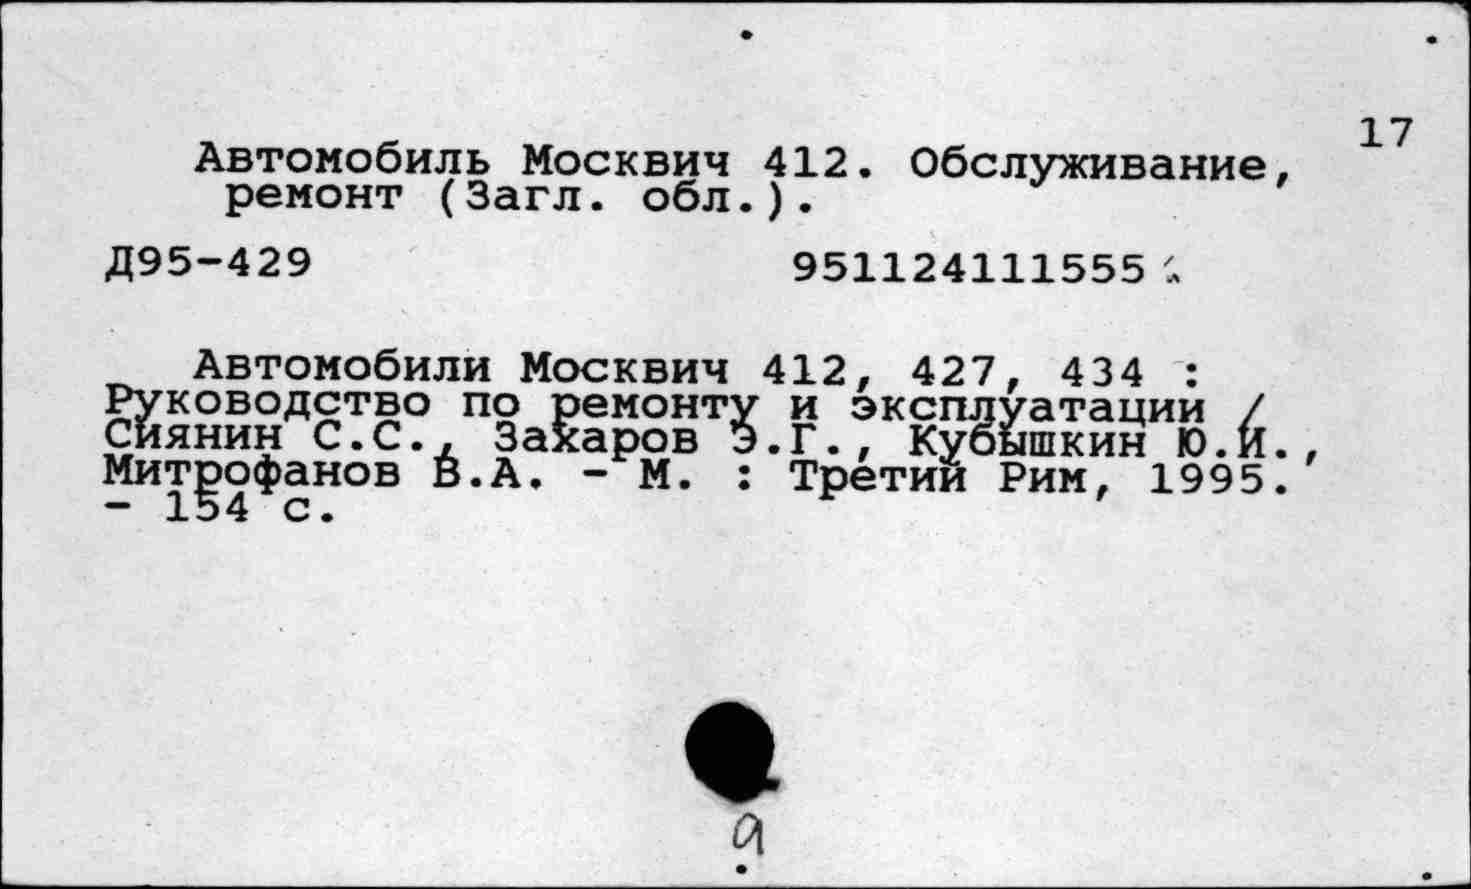 17
Автомобиль Москвич 412. Обслуживание,
ремонт (Загл. обл.).
Д95-429 951124111555
Автомобили Москвич 412, 427, 434 :
Руководство по ремонту и эксплуатации /
Сиянин С.С., Захаров Э.Г., Кубышкин Ю.И.,
Митрофанов В.А. - М. : Третий Рим, 1995.
- 154 с.